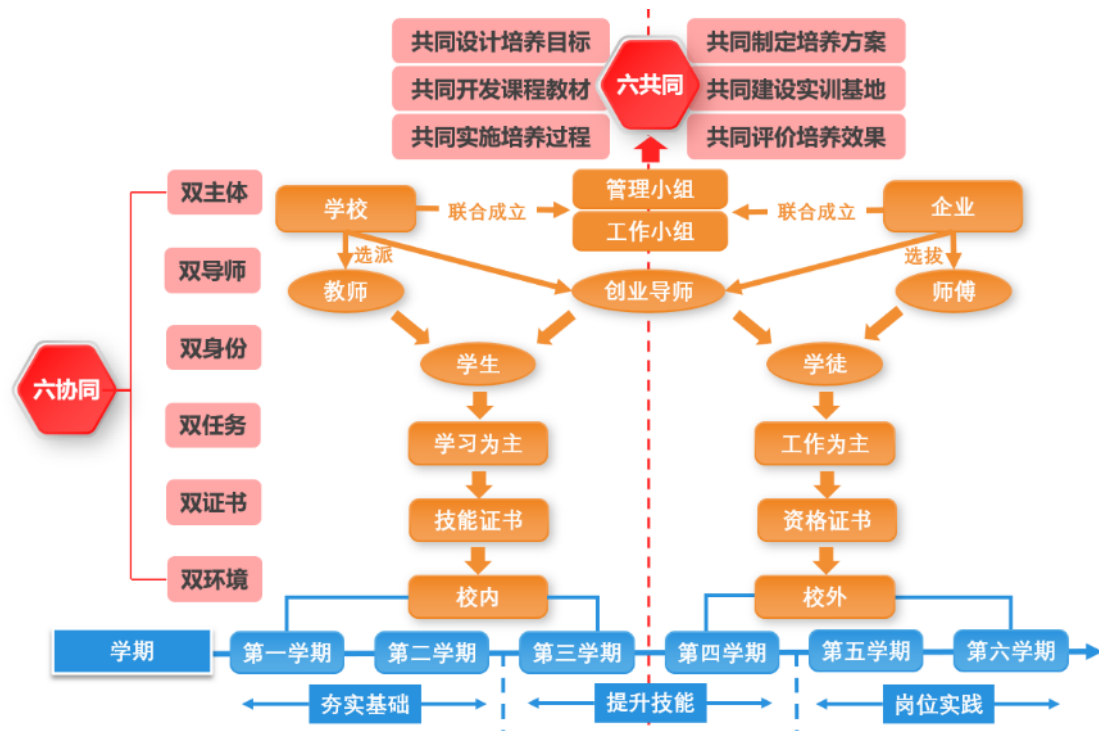 共同设计培养目标
共同制定培养方案
六共同
共同开发课程教材
共同建设实训基地
共同实施培养过程
共同评价培养效果
双主体
学校
联合成立
管理小组
工作小组
联合成立
企业
选派
选拔
双导师
教师
创业导师
师傅
双身份
学生
学徒
六协同
双任务
学习为主
工作为主
双证书
技能证书
资格证书
双环境
校内
校外
学期
第一学期
第二学期
第三学期
第四学期
第五学期
第六学期
夯实基础
提升技能
岗位实践